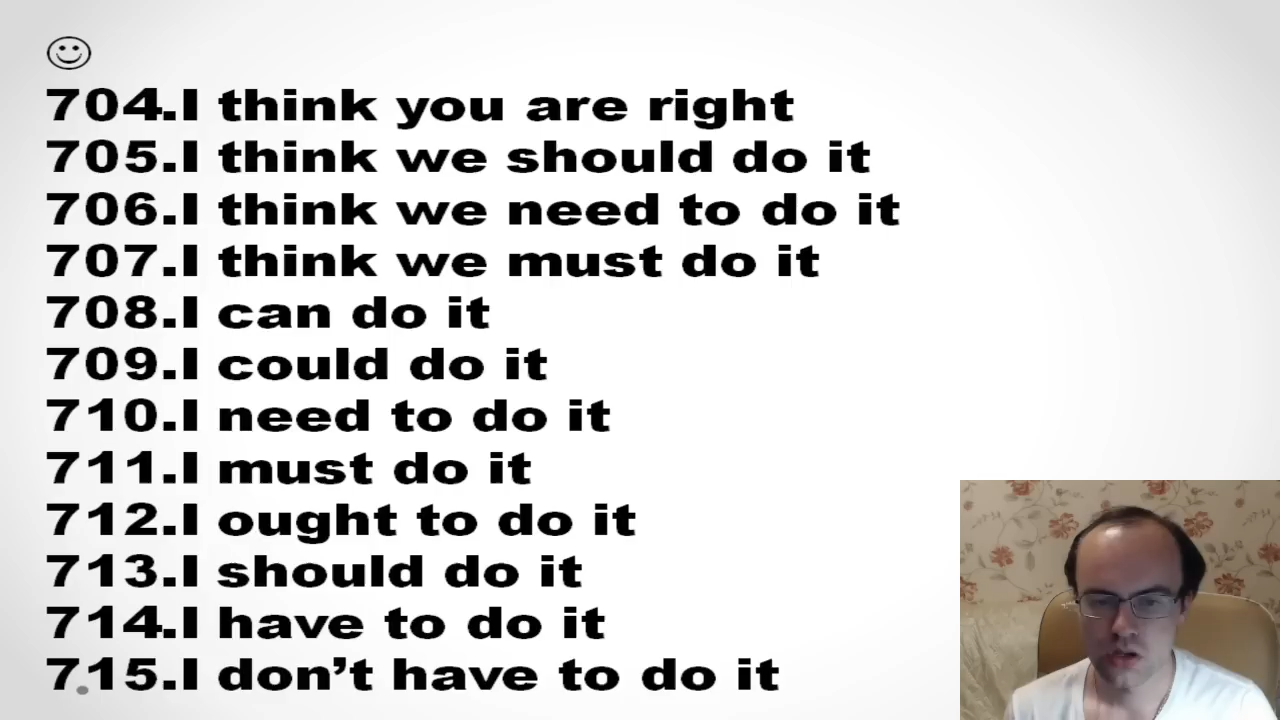 704.I think you are right
705.I think we should do it
706.I think we need to do it
707.I think we must do it
708.I can do it
709.I could do it
710.I need to do it
711.I must do it
712.I ought to do it
713.I should do it
714.I have to do it
715.I don’t have to do it